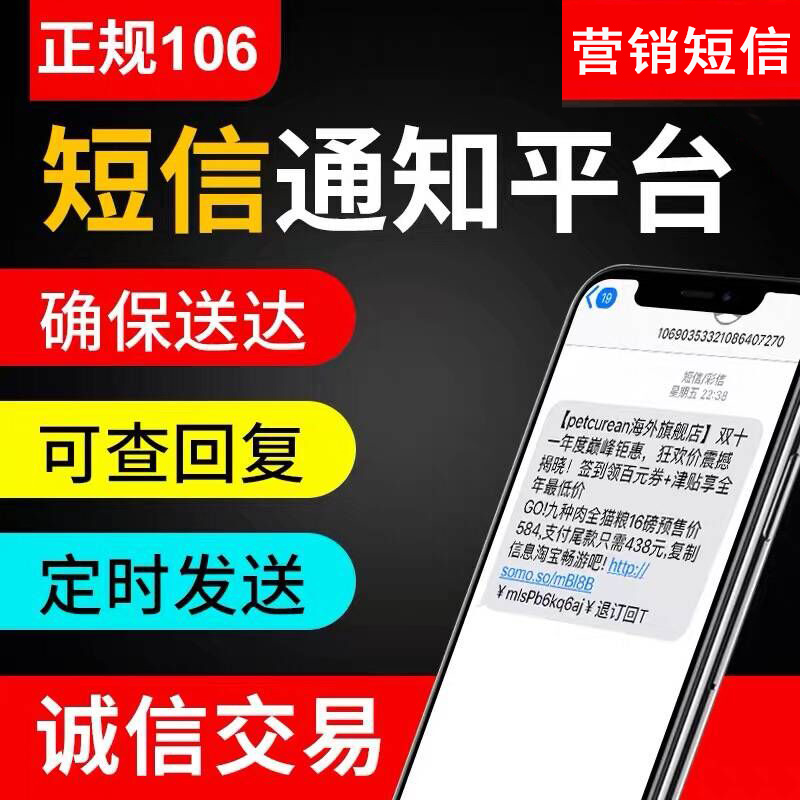 正规106
营销短信
短信通知平台
确保送达
可查回复
定时发送
诚信交易
19
10690353321086407270
短信/彩信
星期五 22:38
【petcurean海外旗舰店】双十
一年度巅峰钜惠，狂欢价震撼
揭晓！签到领百元券+津贴享全
年最低价
GO!九种肉全猫粮16磅预售价
584,支付尾款只需438元,复制
信息淘宝畅游吧! http://
somo.so/mBl8B
￥mlsPb6kq6aj￥退订回T